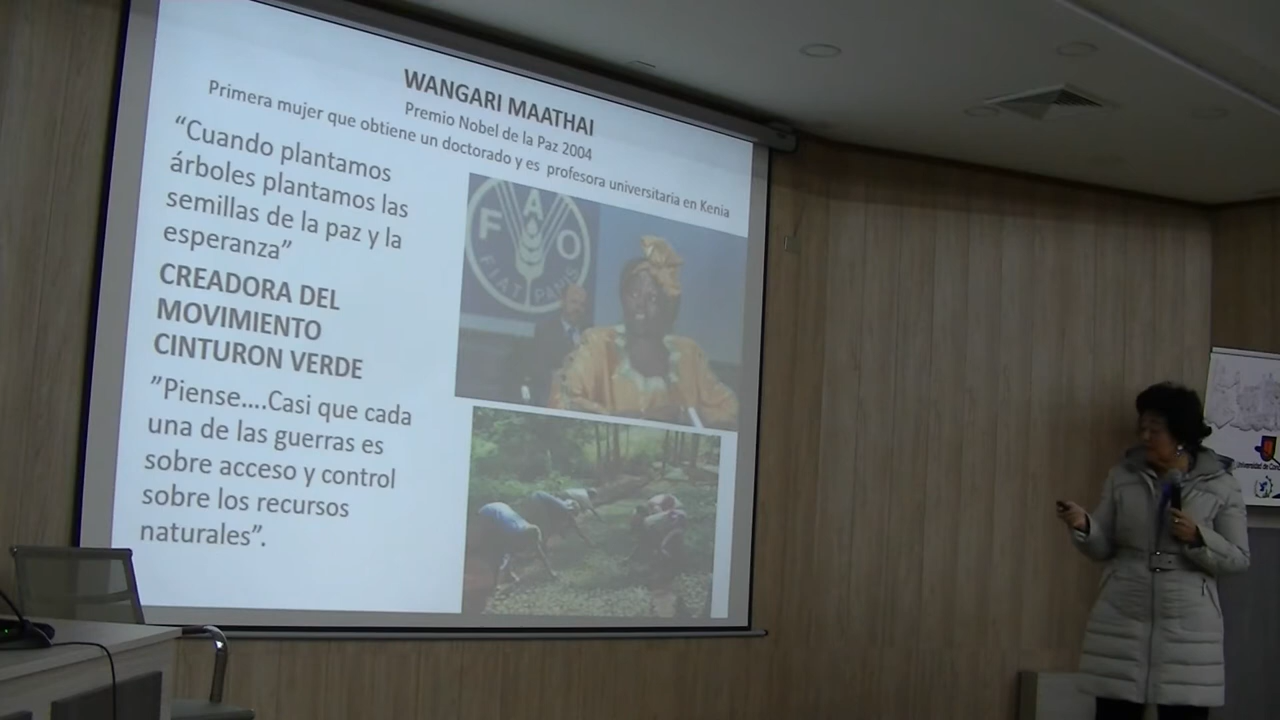 WANGARI MAATHAI
Premio Nobel de la Paz 2004
Primera mujer que obtiene un doctorado y es profesora universitaria en Kenia
“Cuando plantamos
árboles plantamos las
semillas de la paz y la
esperanza”
CREADORA DEL
MOVIMIENTO
CINTURON VERDE
”Piense....Casi que cada
una de las guerras es
sobre acceso y control
sobre los recursos
naturales”.
FAO
FIAT PANIS
Universidad de